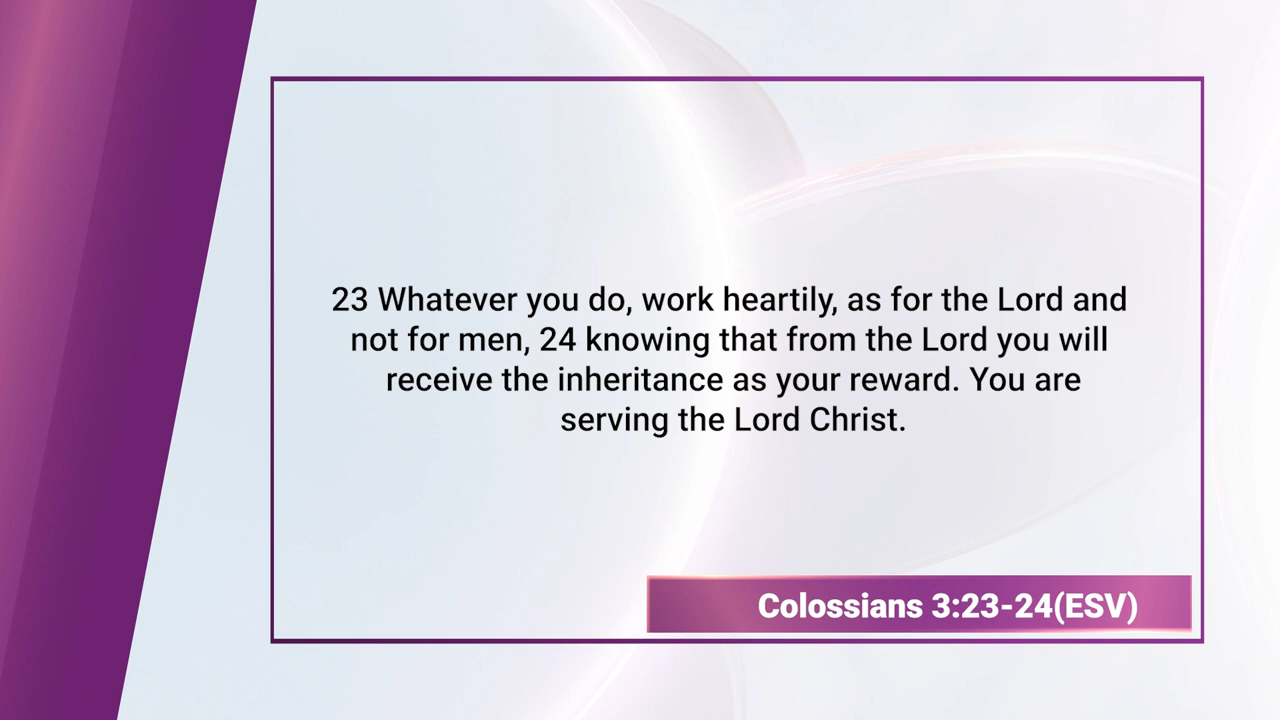 23 Whatever you do, work heartily, as for the Lord and
not for men, 24 knowing that from the Lord you will
receive the inheritance as your reward. You are
serving the Lord Christ.
Colossians 3:23-24(ESV)